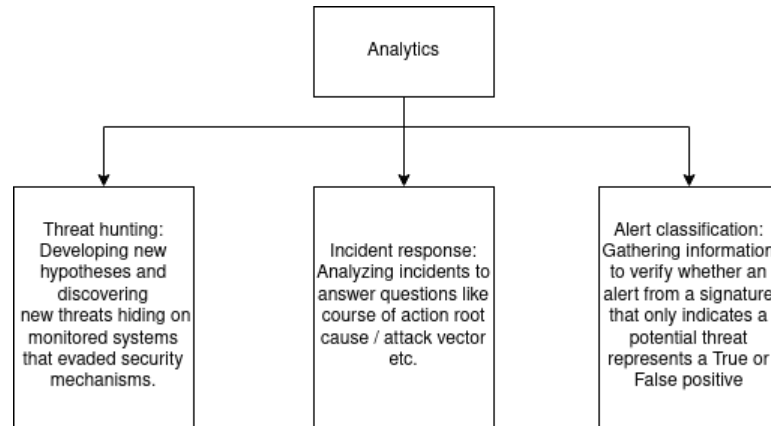 Analytics
Threat hunting:
Developing new
hypotheses and
discovering
new threats hiding on
monitored systems
that evaded security
mechanisms.
Incident response:
Analyzing incidents to
answer questions like
course of action root
cause / attack vector
etc.
Alert classification:
Gathering information
to verify whether an
alert from a signature
that only indicates a
potential threat
represents a True or
False positive